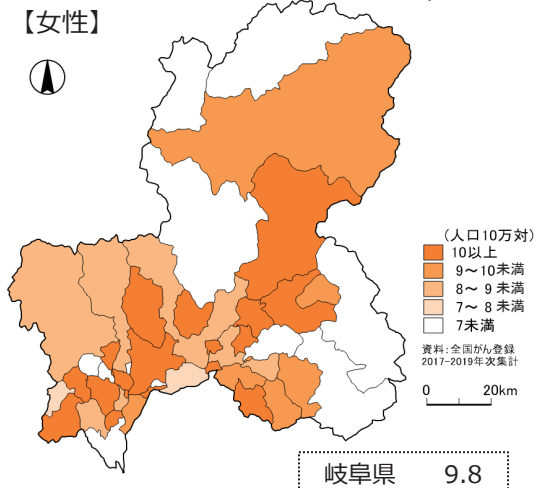 【女性】
(人口10万対)
10以上
9～10未満
8～ 9未満
7～ 8未満
7未満
資料:全国がん登録
2017-2019年次集計
0 20km
岐阜県 9.8